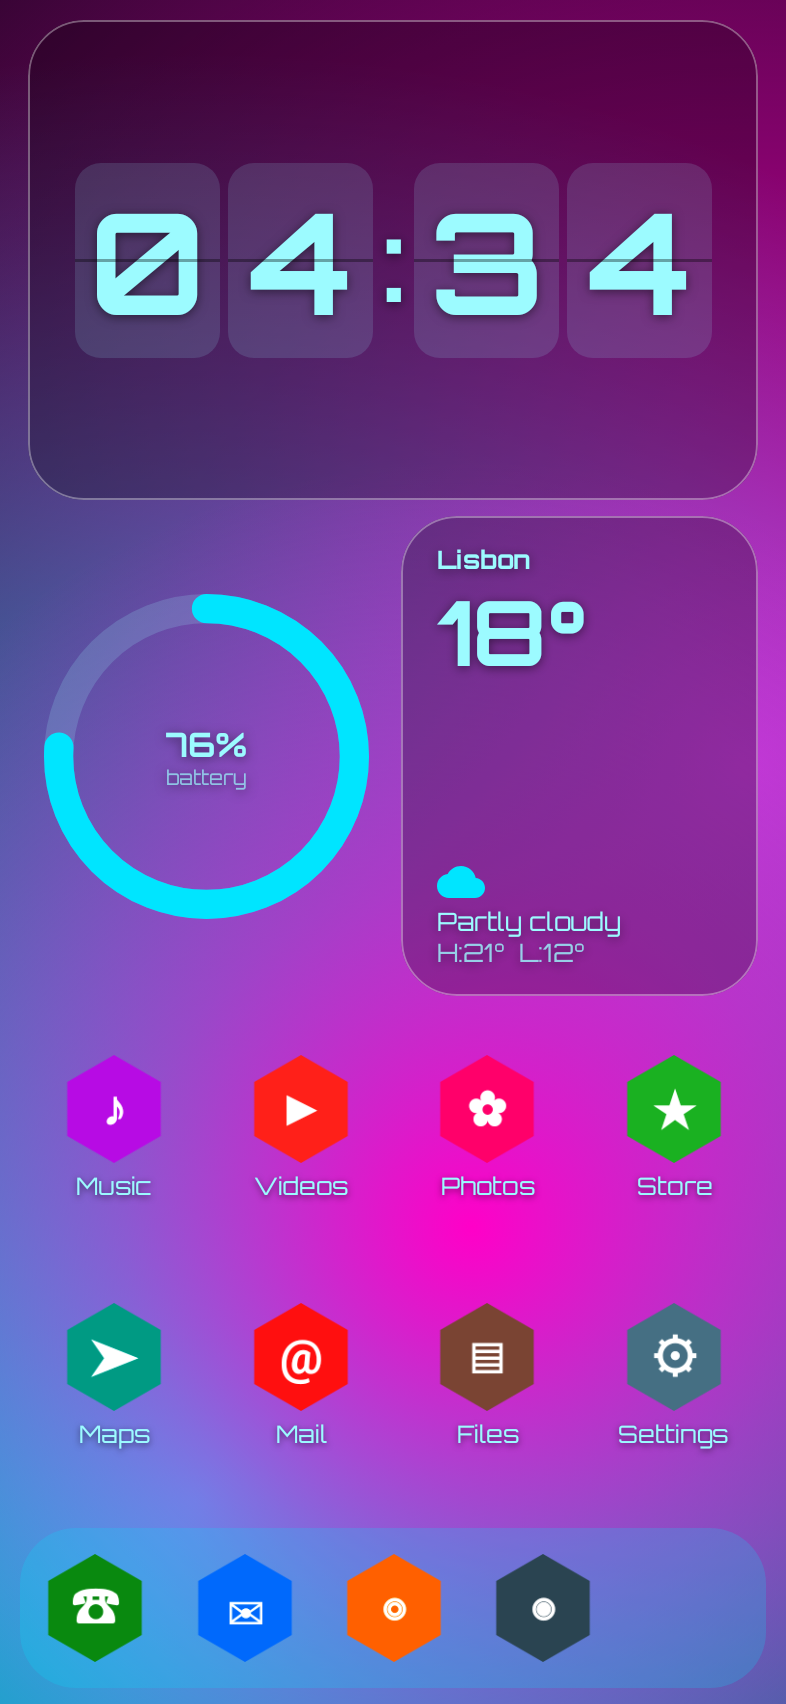 04:34
Lisbon
18°
76%
battery
Partly cloudy
H:21° L:12°
Music
Videos
Photos
Store
@
Maps
Mail
Files
Settings